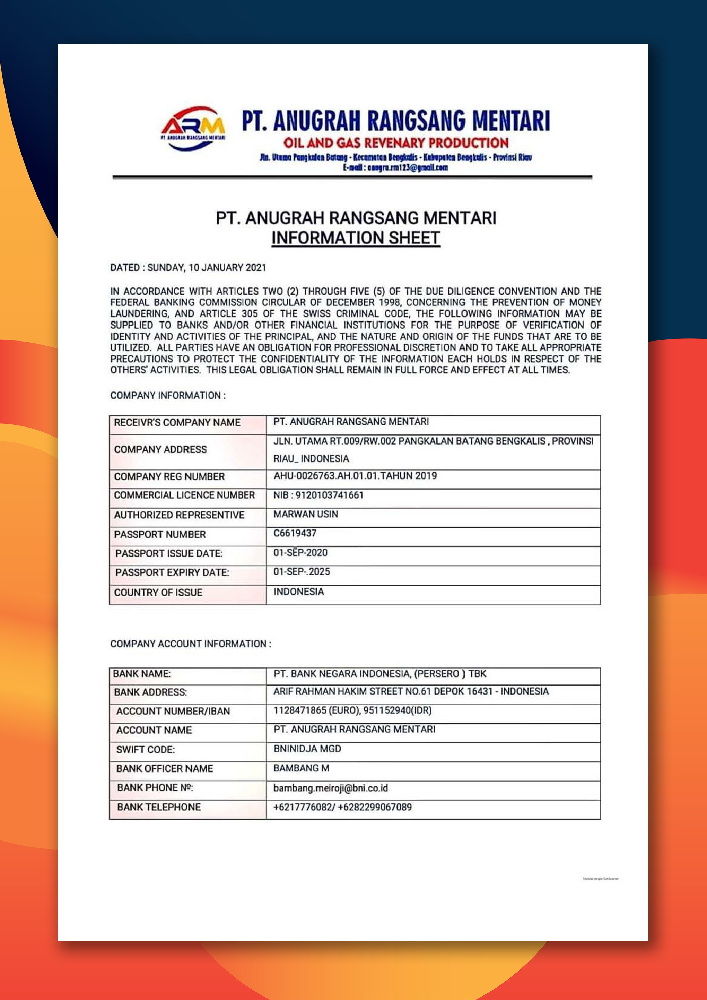 ARM
PT. ANUGRAH RANGSANG MENTARI
PT. ANUGRAH RANGSANG MENTARI
OIL AND GAS REVENARY PRODUCTION
Jln. Utama Pangkalan Batang - Kecamatan Bengkalis - Kabupaten Bengkalis - Provinsi Riau
E-mail : anugra.rm123@gmail.com
PT. ANUGRAH RANGSANG MENTARI
INFORMATION SHEET
DATED : SUNDAY, 10 JANUARY 2021
IN ACCORDANCE WITH ARTICLES TWO (2) THROUGH FIVE (5) OF THE DUE DILIGENCE CONVENTION AND THE
FEDERAL BANKING COMMISSION CIRCULAR OF DECEMBER 1998, CONCERNING THE PREVENTION OF MONEY
LAUNDERING, AND ARTICLE 305 OF THE SWISS CRIMINAL CODE, THE FOLLOWING INFORMATION MAY BE
SUPPLIED TO BANKS AND/OR OTHER FINANCIAL INSTITUTIONS FOR THE PURPOSE OF VERIFICATION OF
IDENTITY AND ACTIVITIES OF THE PRINCIPAL, AND THE NATURE AND ORIGIN OF THE FUNDS THAT ARE TO BE
UTILIZED. ALL PARTIES HAVE AN OBLIGATION FOR PROFESSIONAL DISCRETION AND TO TAKE ALL APPROPRIATE
PRECAUTIONS TO PROTECT THE CONFIDENTIALITY OF THE INFORMATION EACH HOLDS IN RESPECT OF THE
OTHERS' ACTIVITIES. THIS LEGAL OBLIGATION SHALL REMAIN IN FULL FORCE AND EFFECT AT ALL TIMES.
COMPANY INFORMATION :
RECEIVR'S COMPANY NAME PT. ANUGRAH RANGSANG MENTARI
COMPANY ADDRESS JLN. UTAMA RT.009/RW.002 PANGKALAN BATANG BENGKALIS , PROVINSI
RIAU_ INDONESIA
COMPANY REG NUMBER AHU-0026763.AH.01.01.TAHUN 2019
COMMERCIAL LICENCE NUMBER NIB : 9120103741661
AUTHORIZED REPRESENTIVE MARWAN USIN
PASSPORT NUMBER C6619437
PASSPORT ISSUE DATE: 01-SEP-2020
PASSPORT EXPIRY DATE: 01-SEP-.2025
COUNTRY OF ISSUE INDONESIA
COMPANY ACCOUNT INFORMATION :
BANK NAME: PT. BANK NEGARA INDONESIA, (PERSERO ) TBK
BANK ADDRESS: ARIF RAHMAN HAKIM STREET NO.61 DEPOK 16431 - INDONESIA
ACCOUNT NUMBER/IBAN 1128471865 (EURO), 951152940(IDR)
ACCOUNT NAME PT. ANUGRAH RANGSANG MENTARI
SWIFT CODE: BNINIDJA MGD
BANK OFFICER NAME BAMBANG M
BANK PHONE Nº: bambang.meiroji@bni.co.id
BANK TELEPHONE +6217776082/ +6282299067089